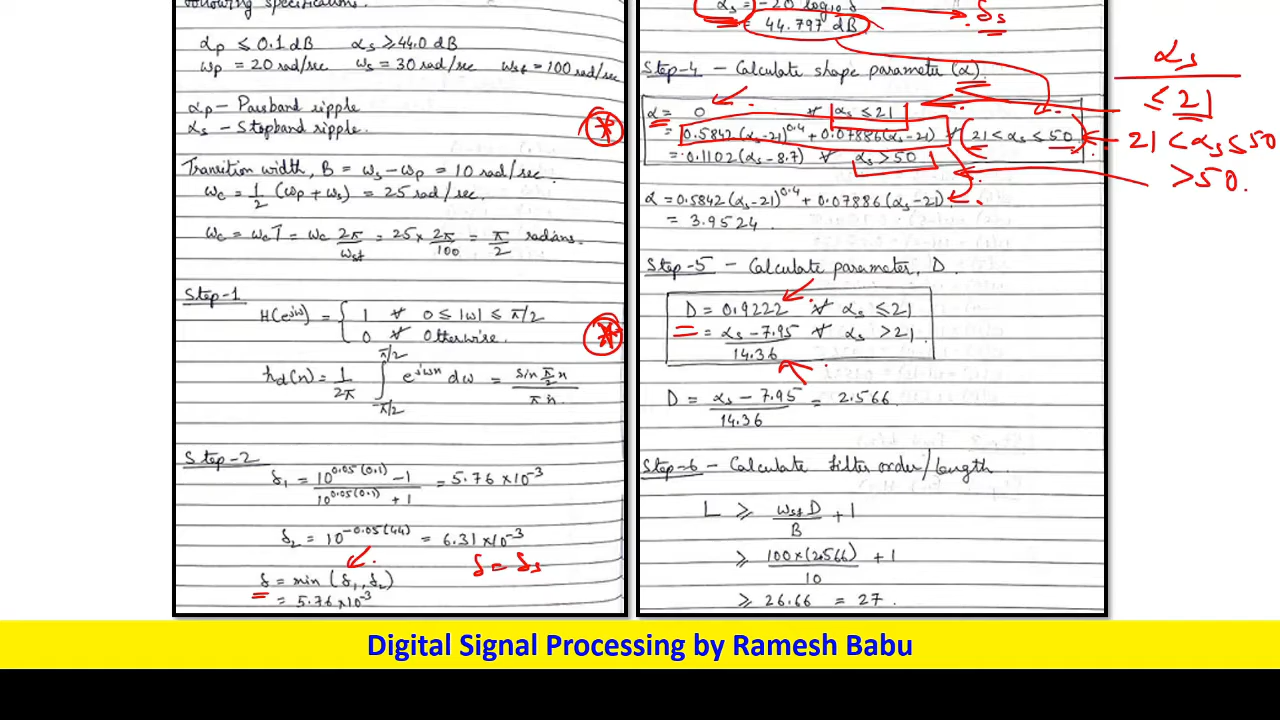 following specifications.
αp ≤ 0.1 dB αs ≥ 44.0 dB
ωp = 20 rad/sec ωs = 30 rad/sec ωsf = 100 rad/sec
αp – Passband ripple
αs – Stopband ripple.
Transition width, B = ωs – ωp = 10 rad/sec.
ωc = 1/2 (ωp + ωs) = 25 rad/sec.
ωc = ωcT = ωc 2π/ωsf = 25 × 2π/100 = π/2 radians.
Step-1
H(e^jω) = { 1 ∀ 0 ≤ |ω| ≤ π/2
0 ∀ Otherwise.
hd(n) = 1/2π ∫_{-π/2}^{π/2} e^jωn dω = sin π/2 n / πn.
Step-2
δ1 = 10^0.05(0.1) – 1 / 10^0.05(0.1) + 1 = 5.76 × 10^-3
δ2 = 10^-0.05(44) = 6.31 × 10^-3
δ = δs
δ = min (δ1, δ2)
= 5.76 × 10^-3
αs = -20 log10 δ
δs
= 44.797 dB
Step-4 – Calculate shape parameter (α).
α = 0 ∀ αs ≤ 21
= 0.5842 (αs-21)^0.4 + 0.07886 (αs-21) ∀ 21 < αs ≤ 50
= 0.1102 (αs - 8.7) ∀ αs > 50
α = 0.5842 (αs-21)^0.4 + 0.07886 (αs-21)
= 3.9524
Step-5 – Calculate parameter, D.
D = 0.9222 ∀ αs ≤ 21
= αs – 7.95 / 14.36 ∀ αs > 21.
D = αs – 7.95 / 14.36 = 2.566
Step-6 – Calculate filter order/length
L ≥ ωsf D / B + 1
≥ 100 × (2.566) / 10 + 1
≥ 26.66 = 27.
αs
≤ 21
21 < αs ≤ 50
> 50.
Digital Signal Processing by Ramesh Babu